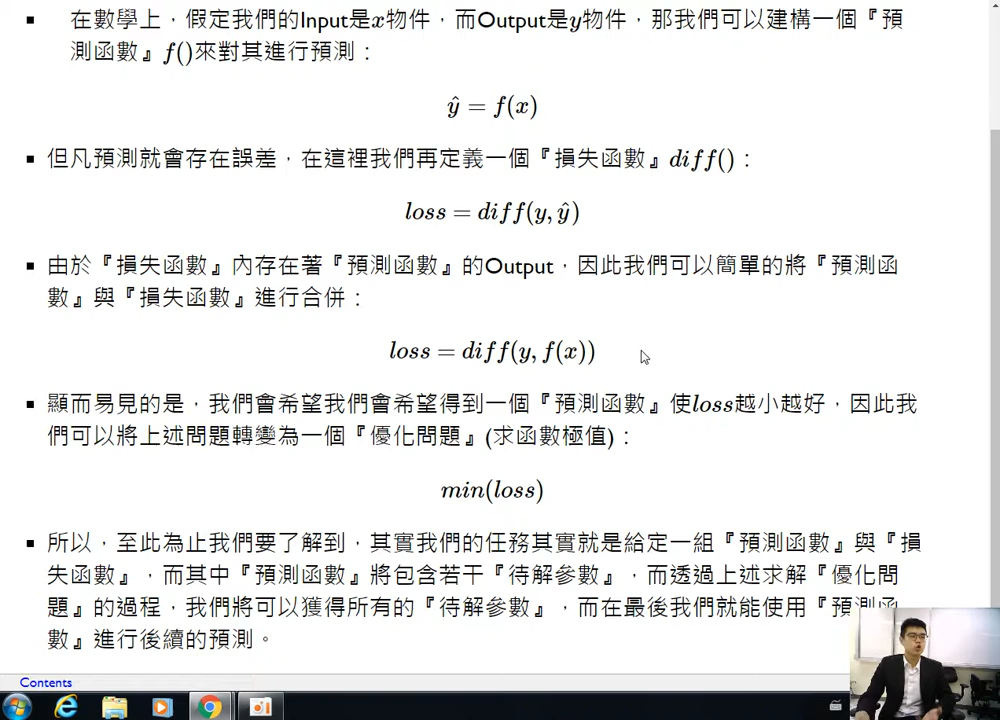 在數學上，假定我們的Input是x物件，而Output是y物件，那我們可以建構一個『預
測函數』f()來對其進行預測：
ŷ = f(x)
但凡預測就會存在誤差，在這裡我們再定義一個『損失函數』diff()：
loss = diff(y, ŷ)
由於『損失函數』內存在著『預測函數』的Output，因此我們可以簡單的將『預測函
數』與『損失函數』進行合併：
loss = diff(y, f(x))
顯而易見的是，我們會希望我們會希望得到一個『預測函數』使loss越小越好，因此我
們可以將上述問題轉變為一個『優化問題』(求函數極值)：
min(loss)
所以，至此為止我們要了解到，其實我們的任務其實就是給定一組『預測函數』與『損
失函數』，而其中『預測函數』將包含若干『待解參數』，而透過上述求解『優化問
題』的過程，我們將可以獲得所有的『待解參數』，而在最後我們就能使用『預測函
數』進行後續的預測。
Contents